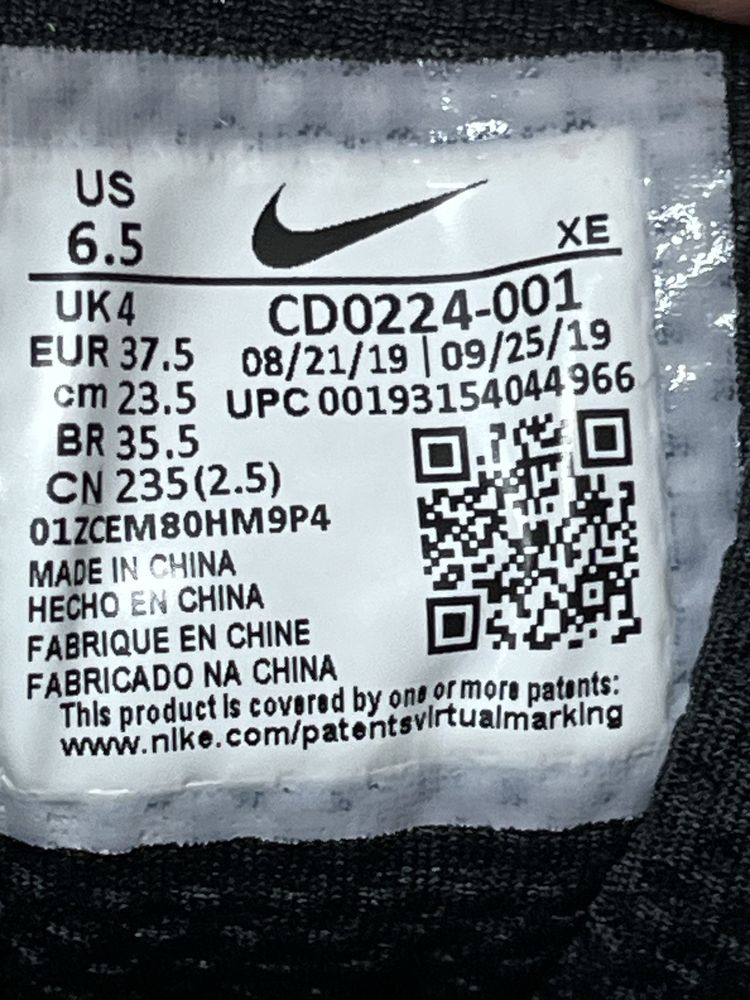 US
6.5
XE
UK 4
CD0224-001
EUR 37.5
08/21/19 | 09/25/19
cm 23.5
UPC 00193154044966
BR 35.5
CN 235(2.5)
01ZCEM80HM9P4
MADE IN CHINA
HECHO EN CHINA
FABRIQUE EN CHINE
FABRICADO NA CHINA
This product is covered by one or more patents:
www.nike.com/patentsvirtualmarking